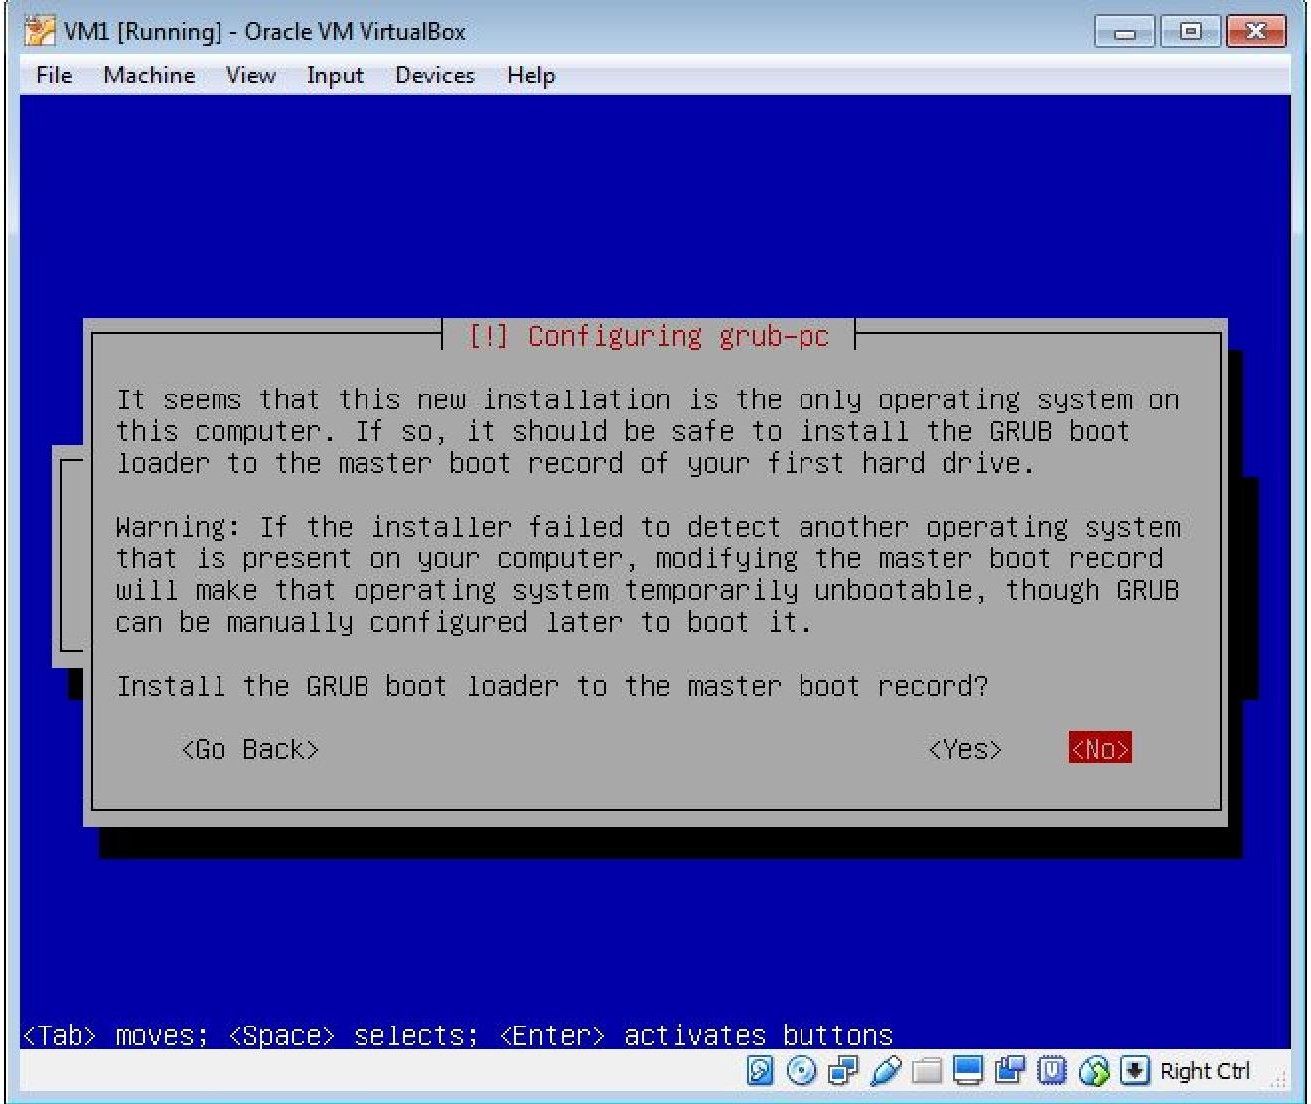 VM1 [Running] - Oracle VM VirtualBox
File Machine View Input Devices Help
[!] Configuring grub-pc
It seems that this new installation is the only operating system on
this computer. If so, it should be safe to install the GRUB boot
loader to the master boot record of your first hard drive.
Warning: If the installer failed to detect another operating system
that is present on your computer, modifying the master boot record
will make that operating system temporarily unbootable, though GRUB
can be manually configured later to boot it.
Install the GRUB boot loader to the master boot record?
<Go Back> <Yes> <No>
<Tab> moves; <Space> selects; <Enter> activates buttons
Right Ctrl